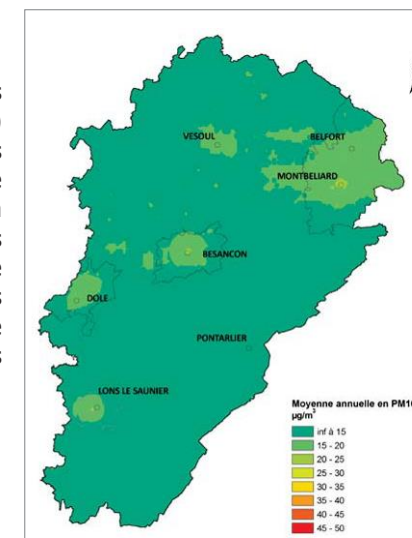 VESOUL
BELFORT
MONTBELIARD
BESANCON
DOLE
PONTARLIER
LONS LE SAUNIER
Moyenne annuelle en PM10
µg/m³
inf à 15
15 - 20
20 - 25
25 - 30
30 - 35
35 - 40
40 - 45
45 - 50